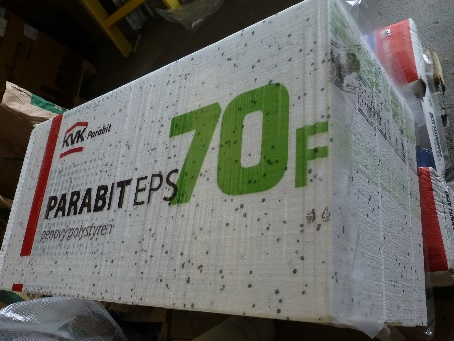 KVK Parabit
PARABIT EPS 70F
pěnový polystyren